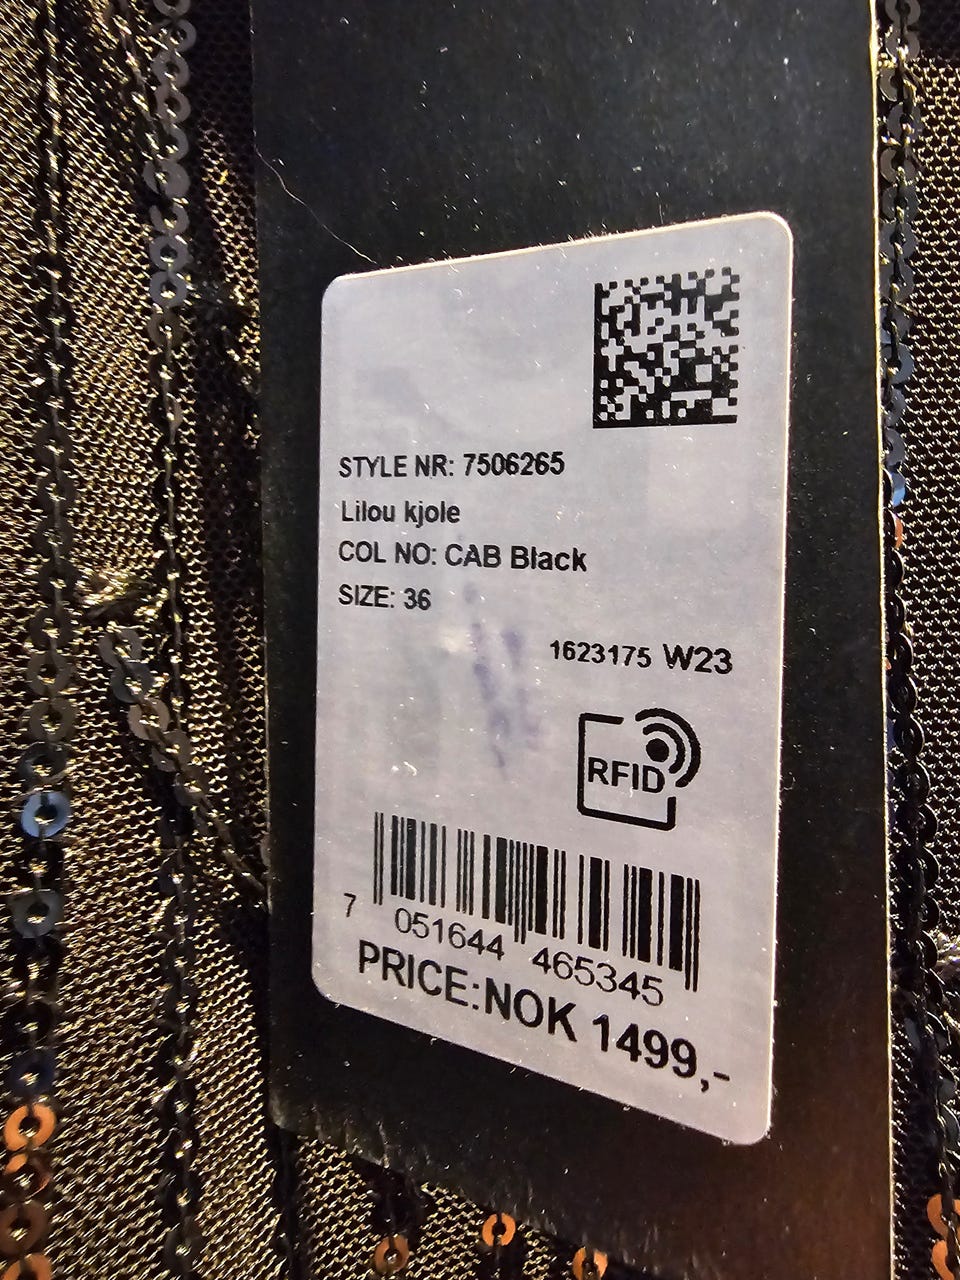 STYLE NR: 7506265
Lilou kjole
COL NO: CAB Black
SIZE: 36
1623175 W23
RFID
7 051644 465345
PRICE:NOK 1499,-